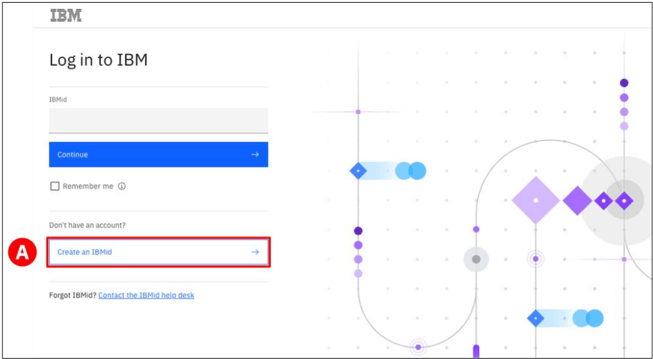 IBM
Log in to IBM
IBMid
Continue
Remember me
Don't have an account?
A
Create an IBMid
Forgot IBMid? Contact the IBMid help desk